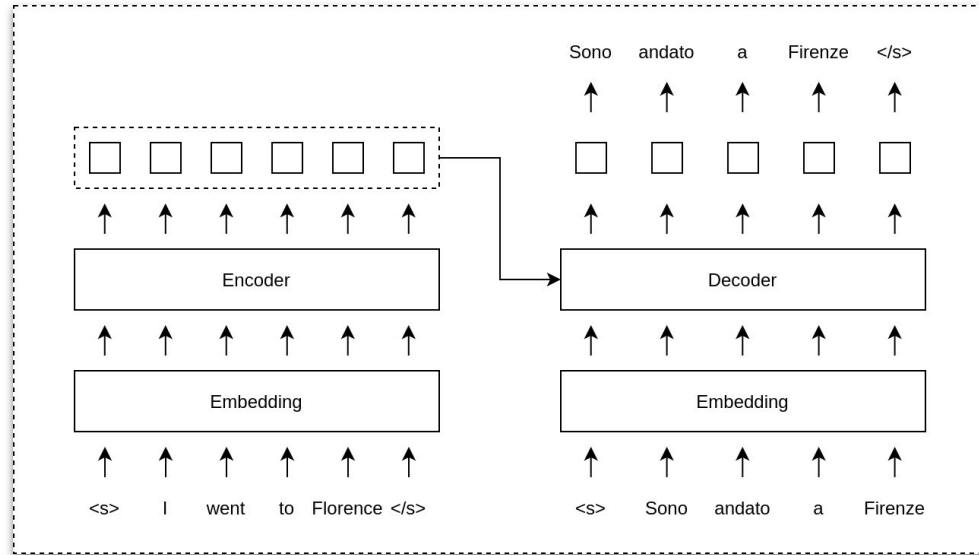 Sono andato a Firenze </s>
Encoder
Decoder
Embedding
Embedding
<s> I went to Florence </s>
<s> Sono andato a Firenze